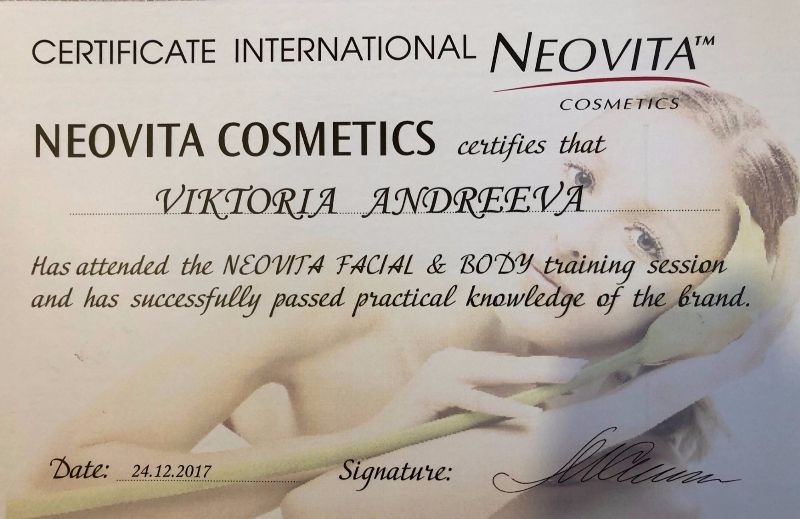 CERTIFICATE INTERNATIONAL NEOVITA™
COSMETICS
NEOVITA COSMETICS certifies that
VIKTORIA ANDREEVA
Has attended the NEOVITA FACIAL & BODY training session
and has successfully passed practical knowledge of the brand.
Date: 24.12.2017 Signature: